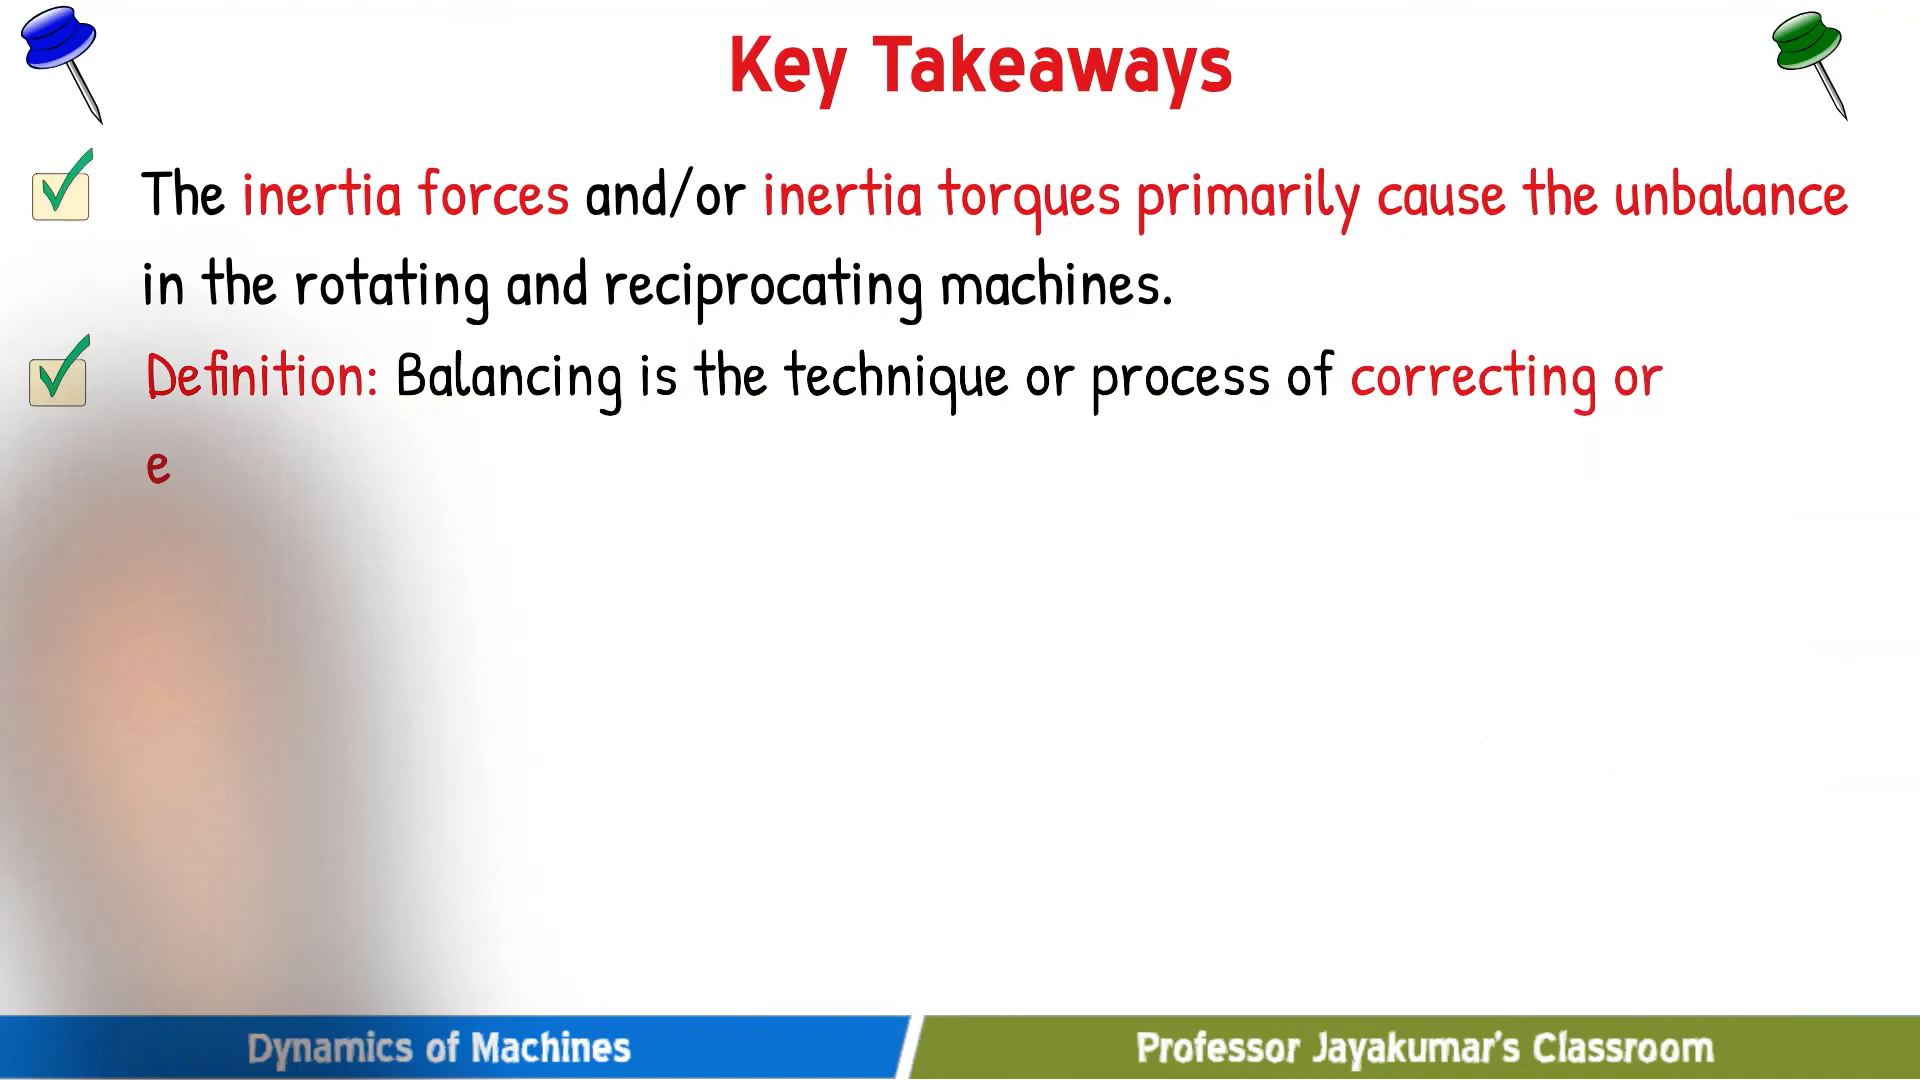 Key Takeaways
The inertia forces and/or inertia torques primarily cause the unbalance
in the rotating and reciprocating machines.
Definition: Balancing is the technique or process of correcting or
e
Dynamics of Machines
Professor Jayakumar's Classroom